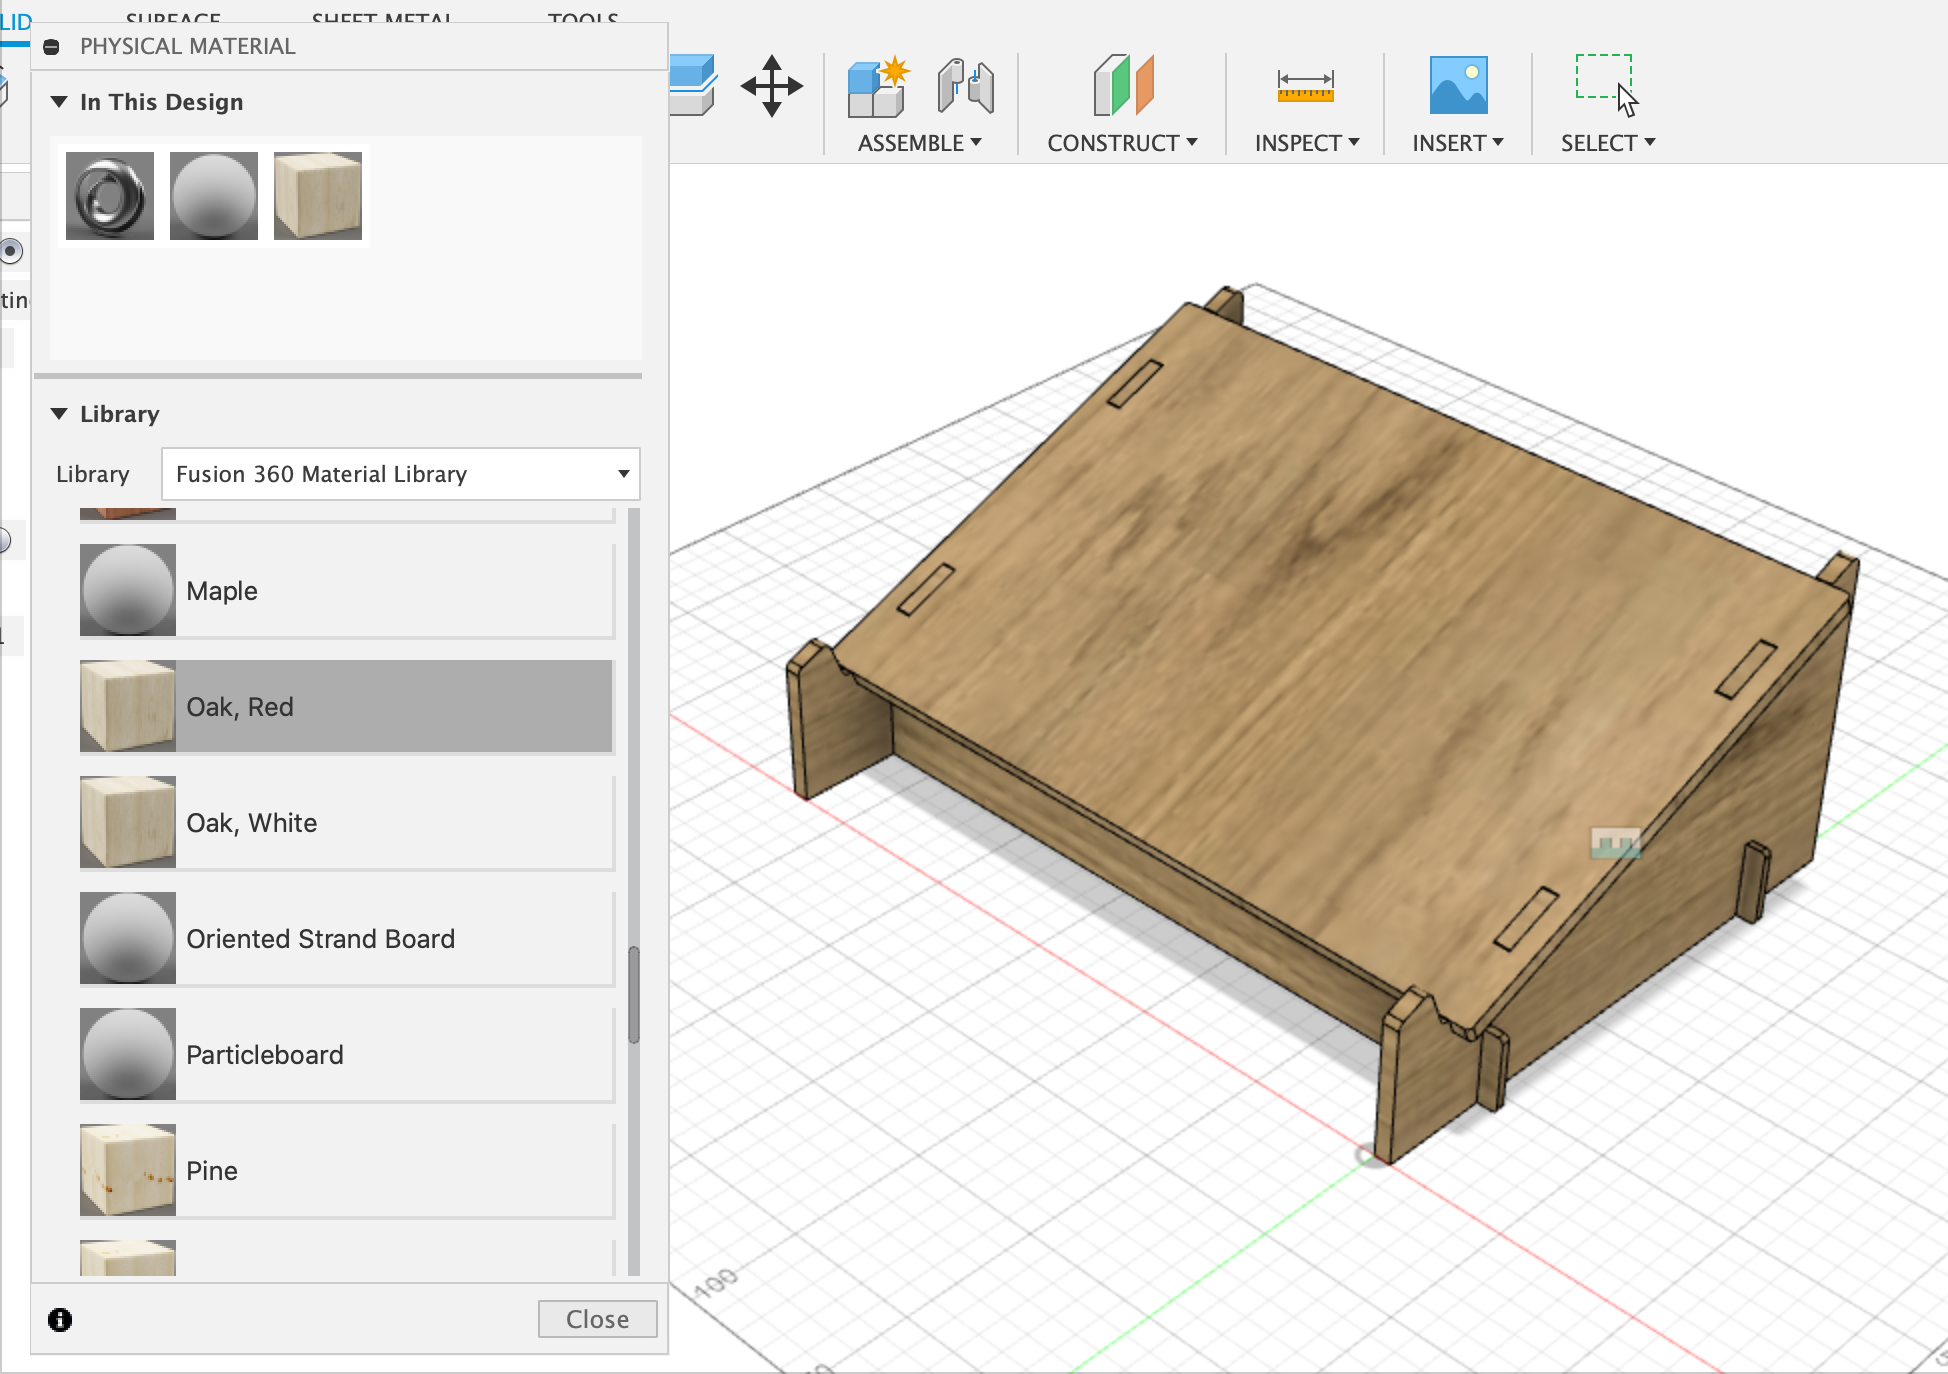 LID SURFACE SHEET METAL TOOLS
PHYSICAL MATERIAL
In This Design
ASSEMBLE CONSTRUCT INSPECT INSERT SELECT
Library
Library Fusion 360 Material Library
Maple
Oak, Red
Oak, White
Oriented Strand Board
Particleboard
Pine
Close
100